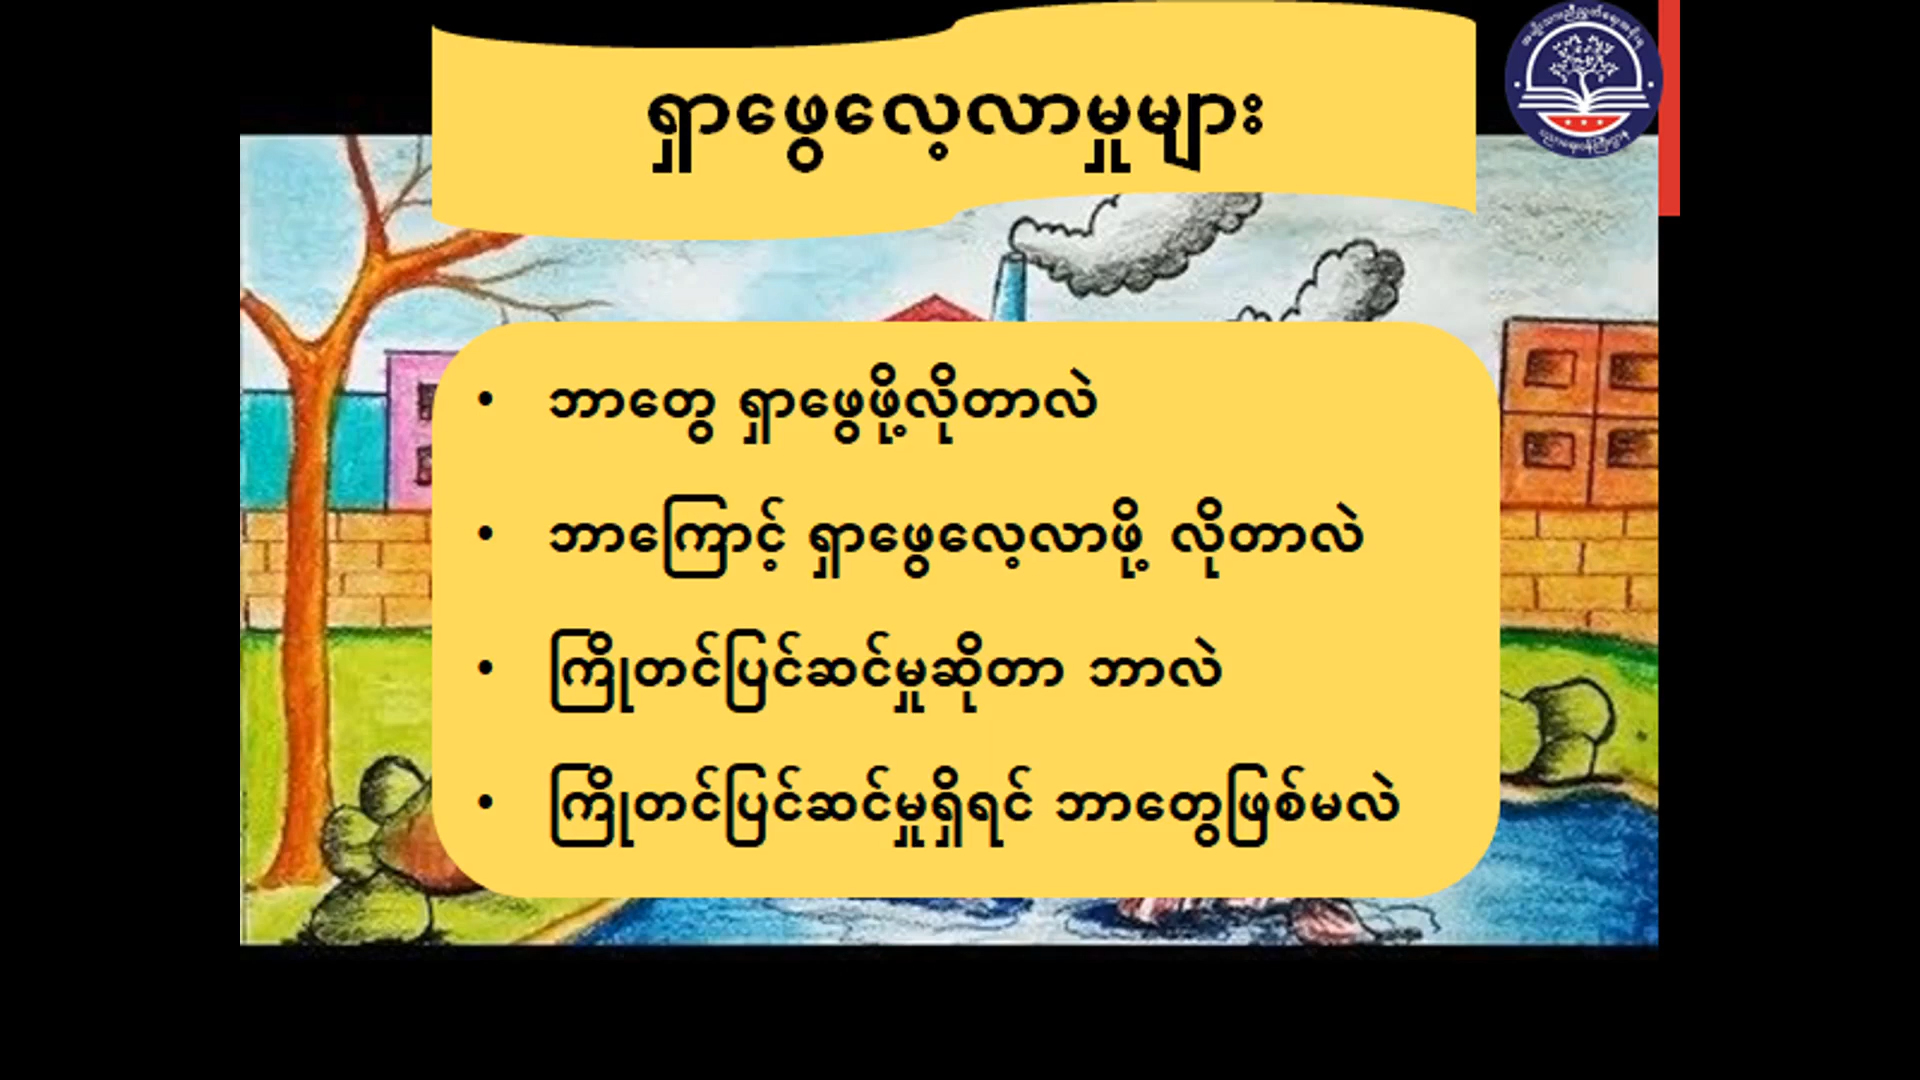 ရှာဖွေလေ့လာမှုများ
• ဘာတွေ ရှာဖွေဖို့လိုတာလဲ
• ဘာကြောင့် ရှာဖွေလေ့လာဖို့ လိုတာလဲ
• ကြိုတင်ပြင်ဆင်မှုဆိုတာ ဘာလဲ
• ကြိုတင်ပြင်ဆင်မှုရှိရင် ဘာတွေဖြစ်မလဲ